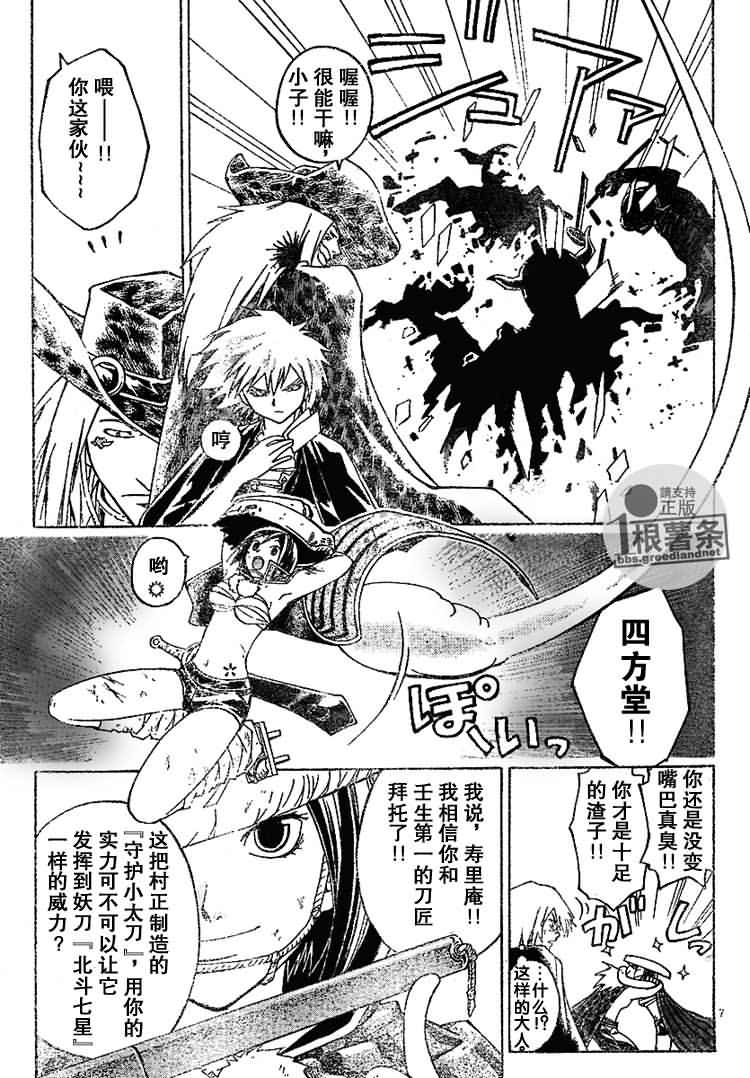 喔喔!!
很能干嘛，
小子!!
ドドァァ
喂——!!
你这家伙~~~
哼
請支持
正版
1根薯条
bbs.greedland.net
哟
四方堂!!
ぽ°〜いっ
你还是没变
嘴巴真臭!!
你才是十足
的渣子!!
…什么!?
这样的大人。
我说，寿里庵!!
我相信你和
壬生第一的刀匠
拜托了!!
这把村正制造的
『守护小太刀』，用你的
实力可不可以让它
发挥到妖刀『北斗七星』
一样的威力？
7